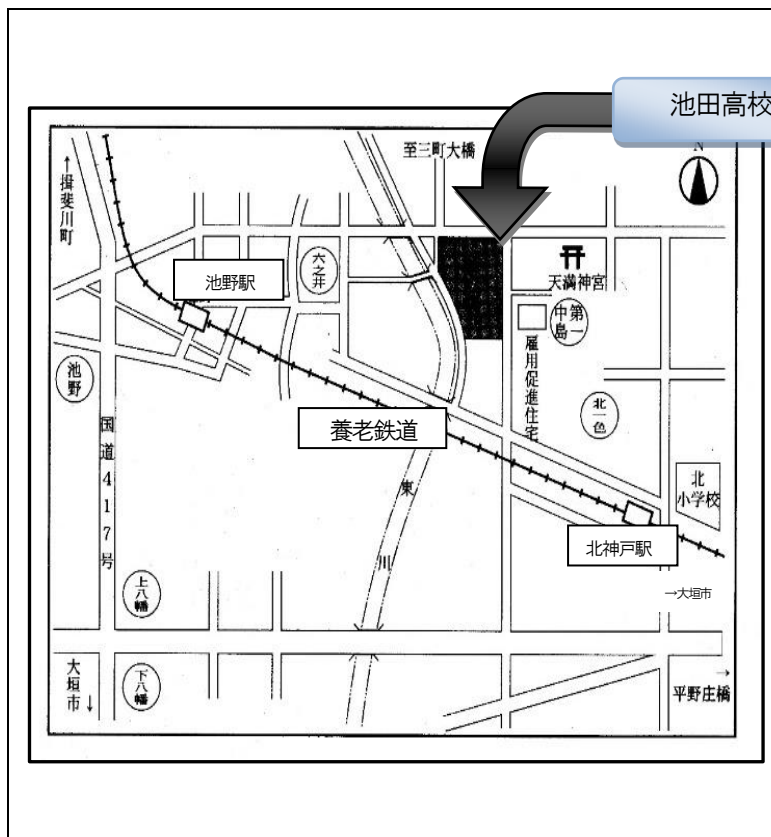 池田高校
至三町大橋
N
↑揖斐川町
六之井
天満神宮
池野駅
第一中島
池野
雇用促進住宅
北一色
養老鉄道
国道417号
北小学校
東川
北神戸駅
→大垣市
上八幡
大垣市↓
下八幡
→
平野庄橋